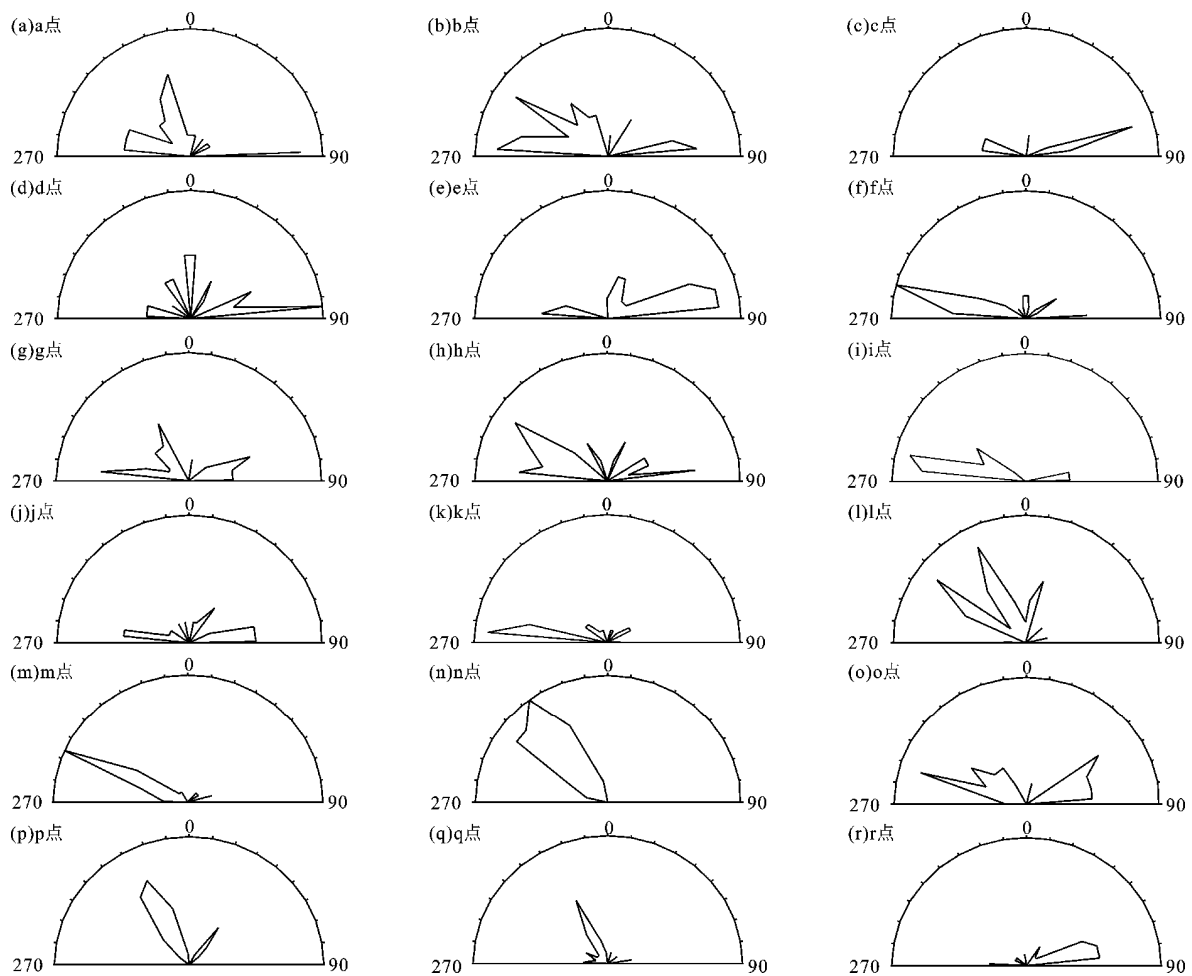 (a)a点 0 270 90
(b)b点 0 270 90
(c)c点 0 270 90
(d)d点 0 270 90
(e)e点 0 270 90
(f)f点 0 270 90
(g)g点 0 270 90
(h)h点 0 270 90
(i)i点 0 270 90
(j)j点 0 270 90
(k)k点 0 270 90
(l)l点 0 270 90
(m)m点 0 270 90
(n)n点 0 270 90
(o)o点 0 270 90
(p)p点 0 270 90
(q)q点 0 270 90
(r)r点 0 270 90